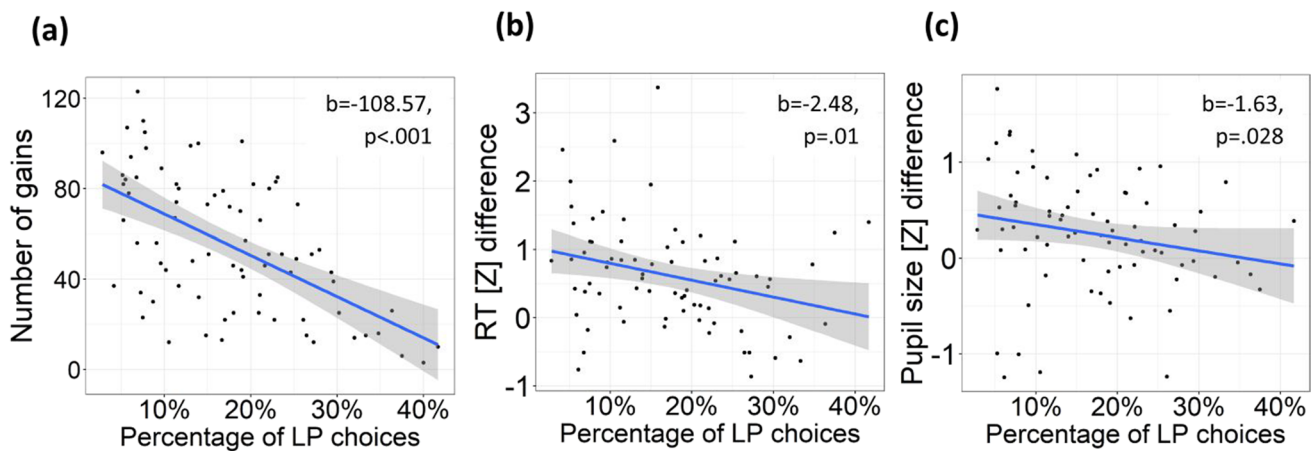 (a)
b=-108.57,
p<.001
Number of gains
120
80
40
0
10%
20%
30%
40%
Percentage of LP choices
(b)
b=-2.48,
p=.01
RT [Z] difference
3
2
1
0
-1
10%
20%
30%
40%
Percentage of LP choices
(c)
b=-1.63,
p=.028
Pupil size [Z] difference
1
0
-1
10%
20%
30%
40%
Percentage of LP choices